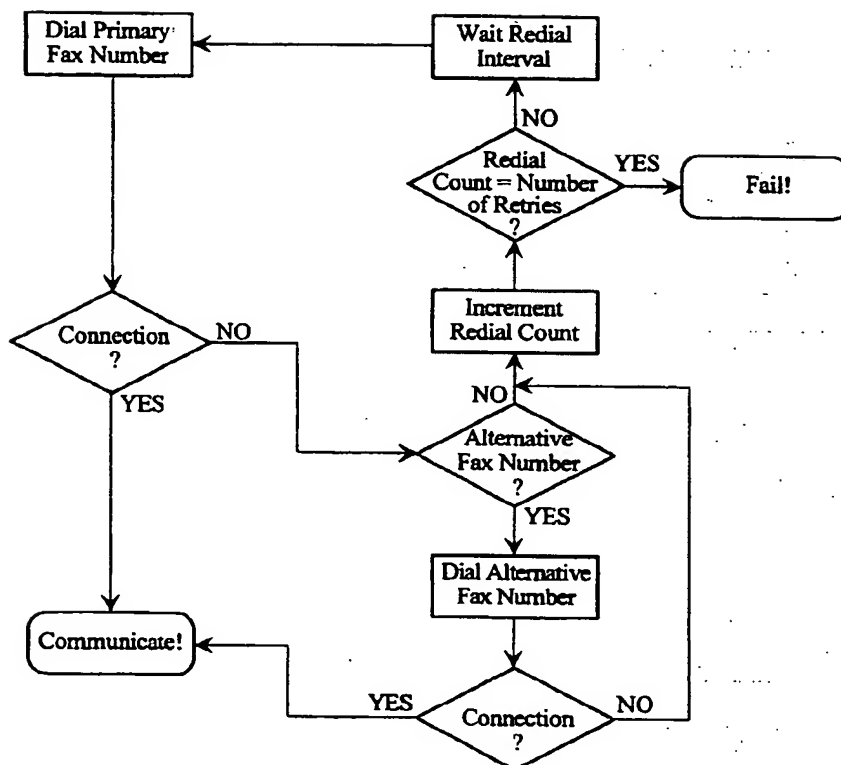 Dial Primary
Fax Number
Wait Redial
Interval
NO
Redial
Count = Number
of Retries
?
YES
Fail!
Increment
Redial Count
Connection
?
NO
YES
NO
Alternative
Fax Number
?
YES
Dial Alternative
Fax Number
Communicate!
YES
Connection
?
NO